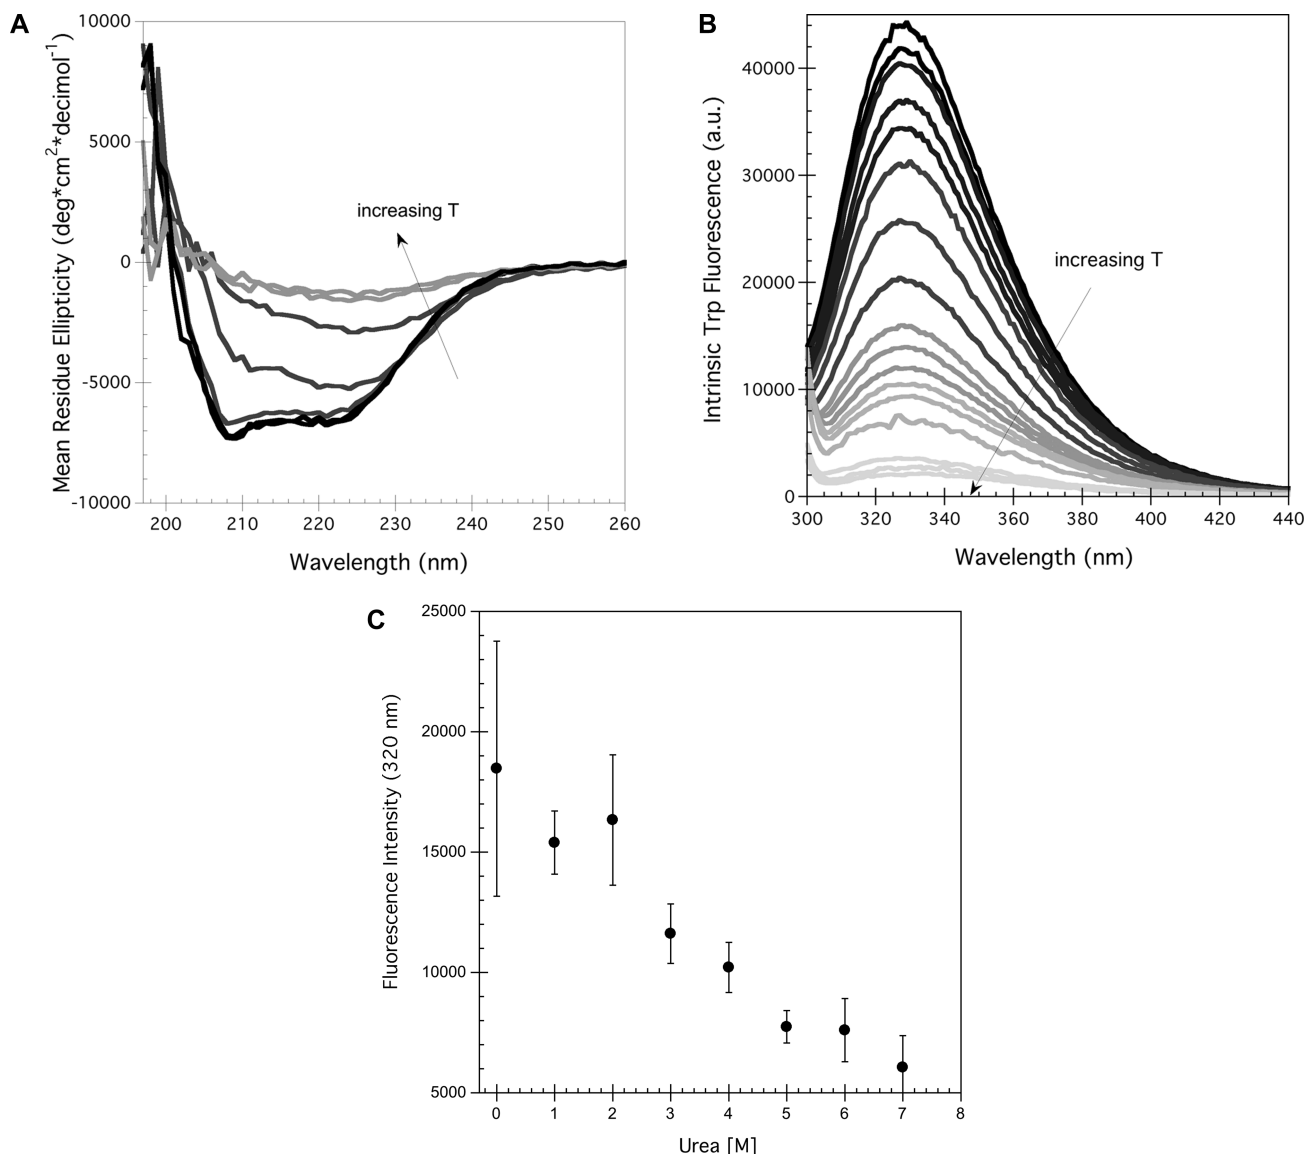 A
Mean Residue Ellipticity (deg*cm²*decimol⁻¹)
10000
5000
0
-5000
-10000
increasing T
200 210 220 230 240 250 260
Wavelength (nm)
B
Intrinsic Trp Fluorescence (a.u.)
40000
30000
20000
10000
0
increasing T
300 320 340 360 380 400 420 440
Wavelength (nm)
C
Fluorescence Intensity (320 nm)
25000
20000
15000
10000
5000
0 1 2 3 4 5 6 7 8
Urea [M]